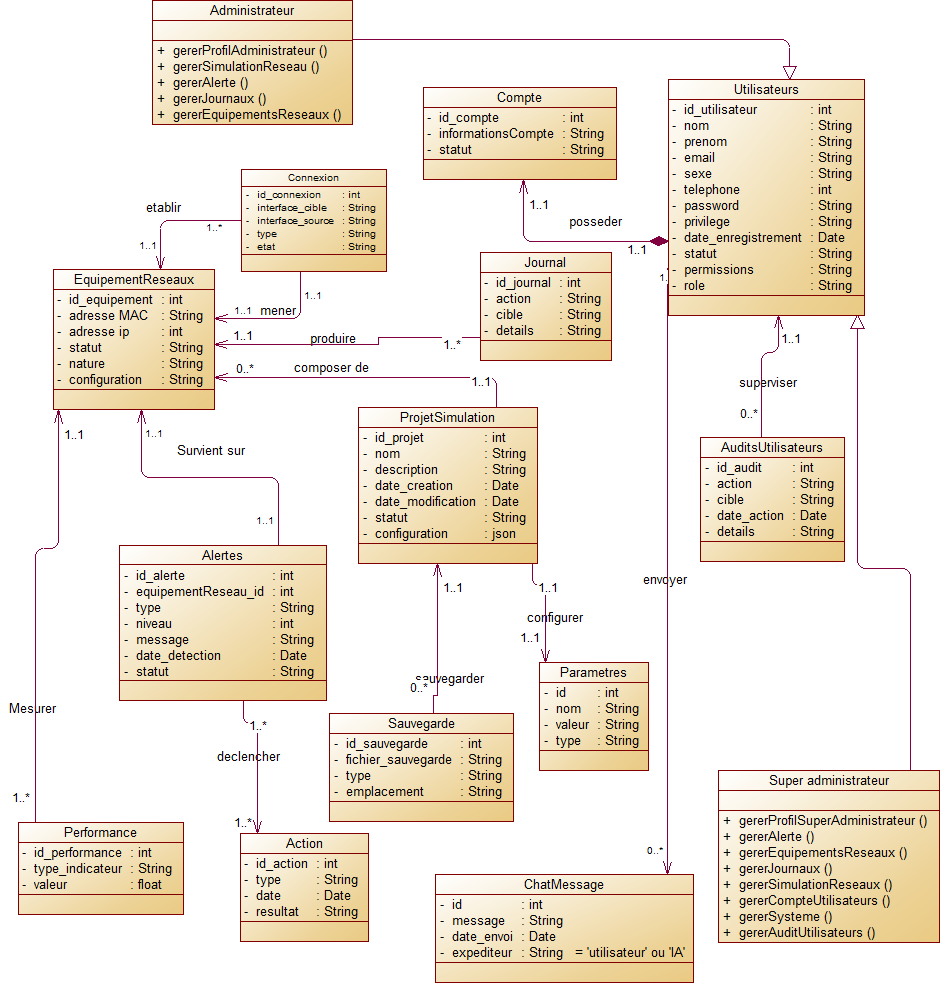 Administrateur
+ gererProfilAdministrateur ()
+ gererSimulationReseau ()
+ gererAlerte ()
+ gererJournaux ()
+ gererEquipementsReseaux ()
Utilisateurs
- id_utilisateur : int
- nom : String
- prenom : String
- email : String
- sexe : String
- telephone : int
- password : String
- privilege : String
- date_enregistrement : Date
- statut : String
- permissions : String
- role : String
Compte
- id_compte : int
- informationsCompte : String
- statut : String
1..1
posseder
1..1
1..
Connexion
- id_connexion : int
- interface_cible : String
- interface_source : String
- type : String
- etat : String
etablir
1..*
1..1
1..1
1..1 mener
Journal
- id_journal : int
- action : String
- cible : String
- details : String
EquipementReseaux
- id_equipement : int
- adresse MAC : String
- adresse ip : int
- statut : String
- nature : String
- configuration : String
1..1
produire
1..*
0..*
composer de
1..1
1..1
superviser
0..*
ProjetSimulation
- id_projet : int
- nom : String
- description : String
- date_creation : Date
- date_modification : Date
- statut : String
- configuration : json
AuditsUtilisateurs
- id_audit : int
- action : String
- cible : String
- date_action : Date
- details : String
1..1
1..1
Survient sur
1..1
Alertes
- id_alerte : int
- equipementReseau_id : int
- type : String
- niveau : int
- message : String
- date_detection : Date
- statut : String
1..1
1..1
configurer
1..1
envoyer
sauvegarder
0..*
Parametres
- id : int
- nom : String
- valeur : String
- type : String
Mesurer
1..*
1..*
declencher
1..*
Sauvegarde
- id_sauvegarde : int
- fichier_sauvegarde : String
- type : String
- emplacement : String
Super administrateur
+ gererProfilSuperAdministrateur ()
+ gererAlerte ()
+ gererEquipementsReseaux ()
+ gererJournaux ()
+ gererSimulationReseaux ()
+ gererCompteUtilisateurs ()
+ gererSysteme ()
+ gererAuditUtilisateurs ()
Performance
- id_performance : int
- type_indicateur : String
- valeur : float
Action
- id_action : int
- type : String
- date : Date
- resultat : String
0..*
ChatMessage
- id : int
- message : String
- date_envoi : Date
- expediteur : String = 'utilisateur' ou 'IA'